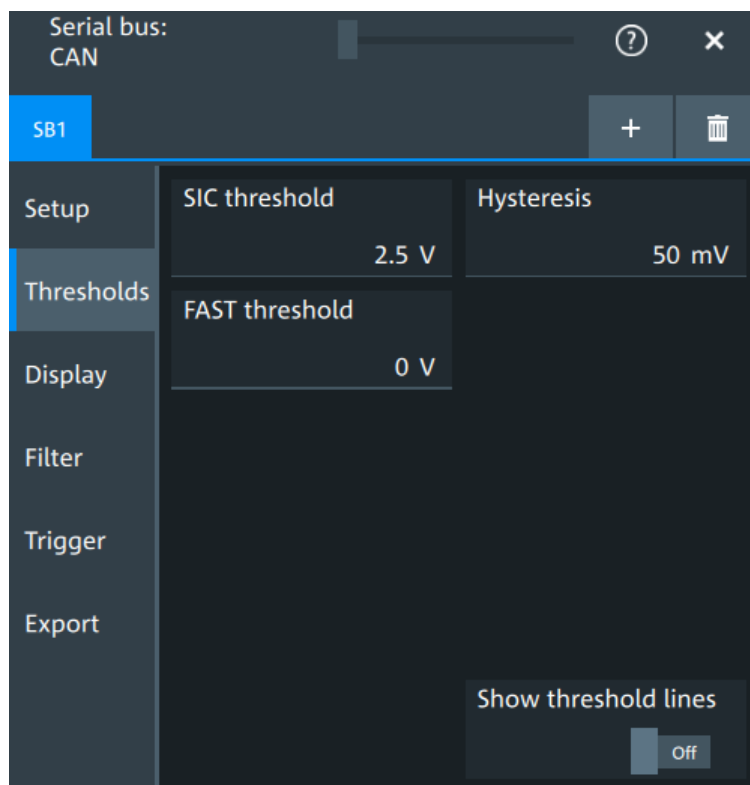 Serial bus:
CAN
SB1
Setup
Thresholds
Display
Filter
Trigger
Export
SIC threshold
2.5 V
Hysteresis
50 mV
FAST threshold
0 V
Show threshold lines
Off